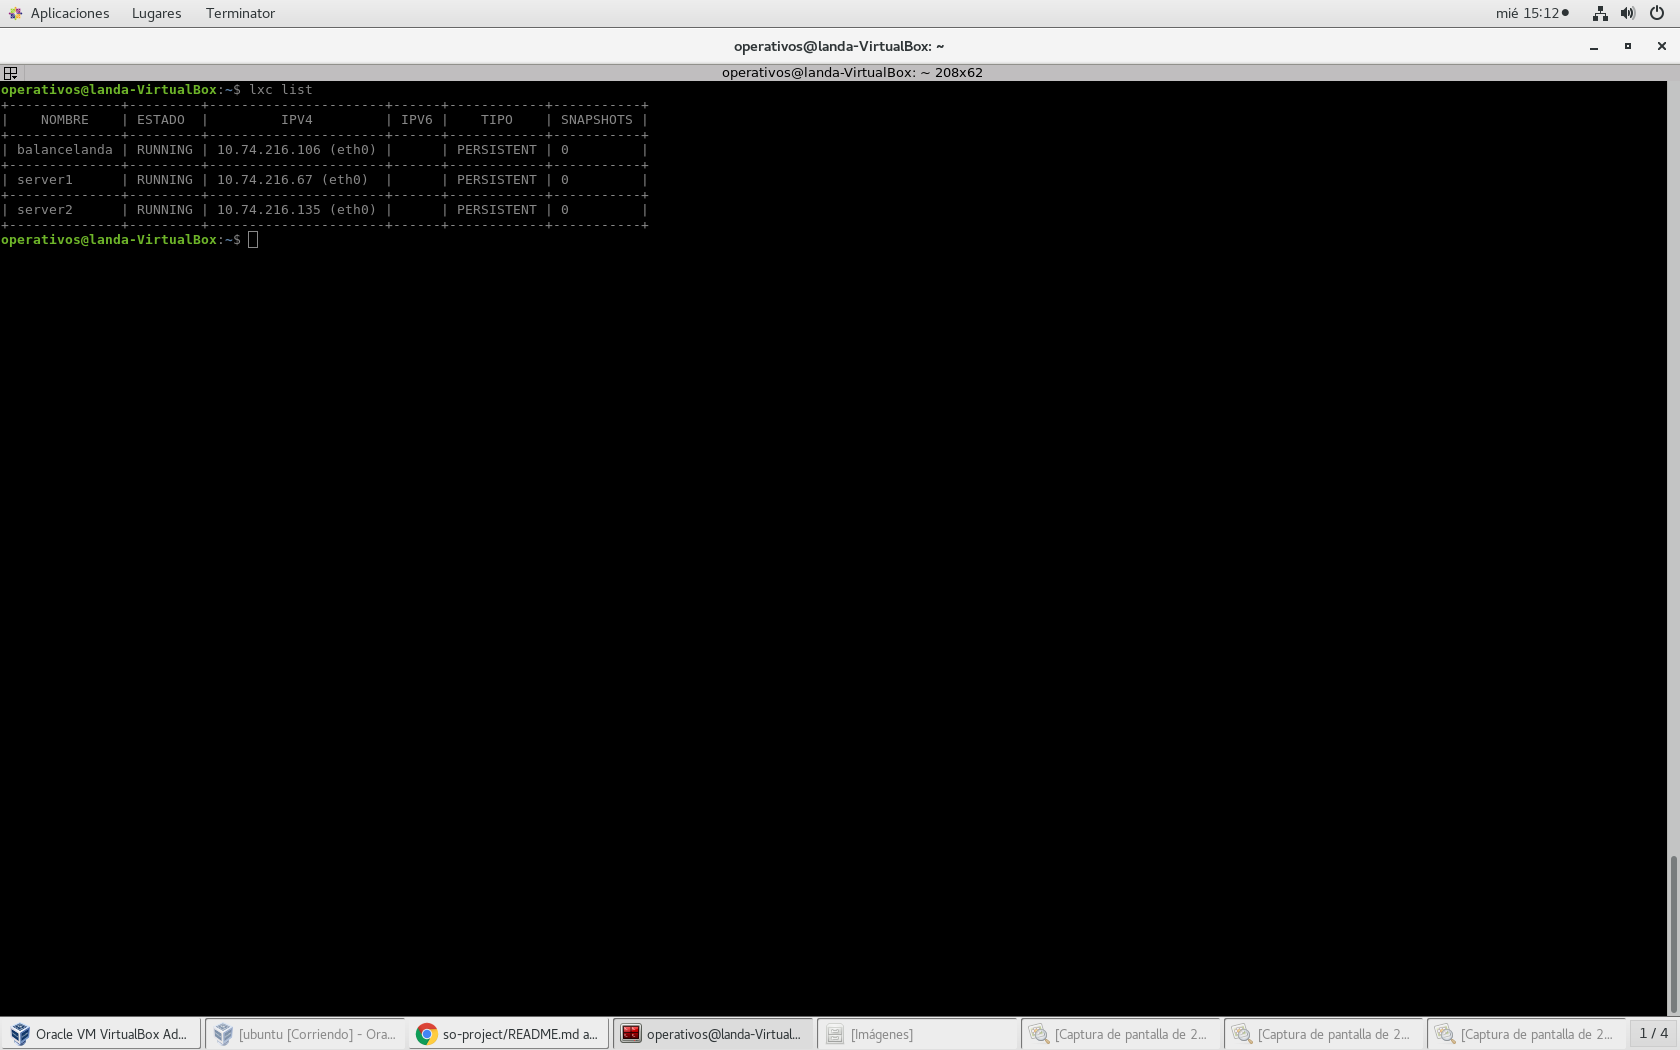 Aplicaciones Lugares Terminator mié 15:12
operativos@landa-VirtualBox: ~
operativos@landa-VirtualBox: ~ 208x62
operativos@landa-VirtualBox:~$ lxc list
+--------------+---------+----------------------+------+------------+-----------+
|    NOMBRE    | ESTADO  |         IPV4         | IPV6 |    TIPO    | SNAPSHOTS |
+--------------+---------+----------------------+------+------------+-----------+
| balancelanda | RUNNING | 10.74.216.106 (eth0) |      | PERSISTENT | 0         |
+--------------+---------+----------------------+------+------------+-----------+
| server1      | RUNNING | 10.74.216.67 (eth0)  |      | PERSISTENT | 0         |
+--------------+---------+----------------------+------+------------+-----------+
| server2      | RUNNING | 10.74.216.135 (eth0) |      | PERSISTENT | 0         |
+--------------+---------+----------------------+------+------------+-----------+
operativos@landa-VirtualBox:~$
Oracle VM VirtualBox Ad... [ubuntu [Corriendo] - Ora... so-project/README.md a... operativos@landa-Virtual... [Imágenes] [Captura de pantalla de 2... [Captura de pantalla de 2... [Captura de pantalla de 2... 1 / 4